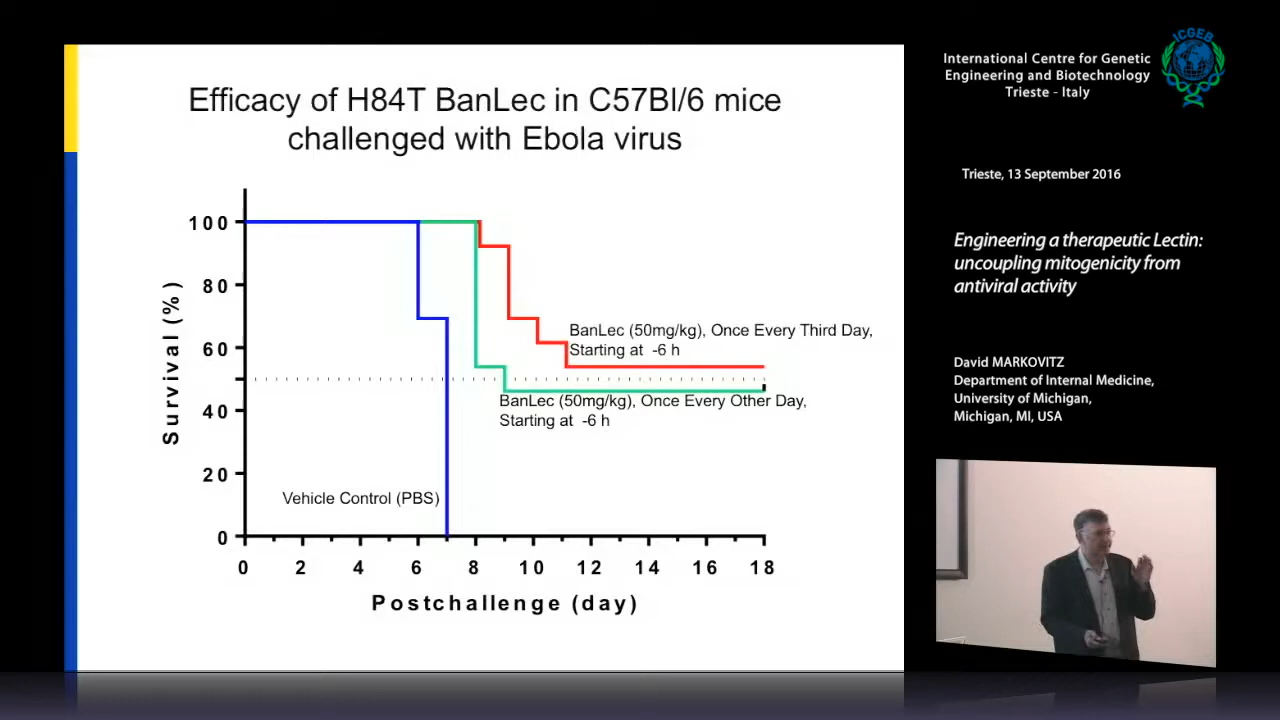 Efficacy of H84T BanLec in C57Bl/6 mice
challenged with Ebola virus
Survival (%)
100
80
60
40
20
0
BanLec (50mg/kg), Once Every Third Day,
Starting at -6 h
BanLec (50mg/kg), Once Every Other Day,
Starting at -6 h
Vehicle Control (PBS)
0 2 4 6 8 10 12 14 16 18
Postchallenge (day)
International Centre for Genetic
Engineering and Biotechnology
Trieste - Italy
ICGEB
Trieste, 13 September 2016
Engineering a therapeutic Lectin:
uncoupling mitogenicity from
antiviral activity
David MARKOVITZ
Department of Internal Medicine,
University of Michigan,
Michigan, MI, USA